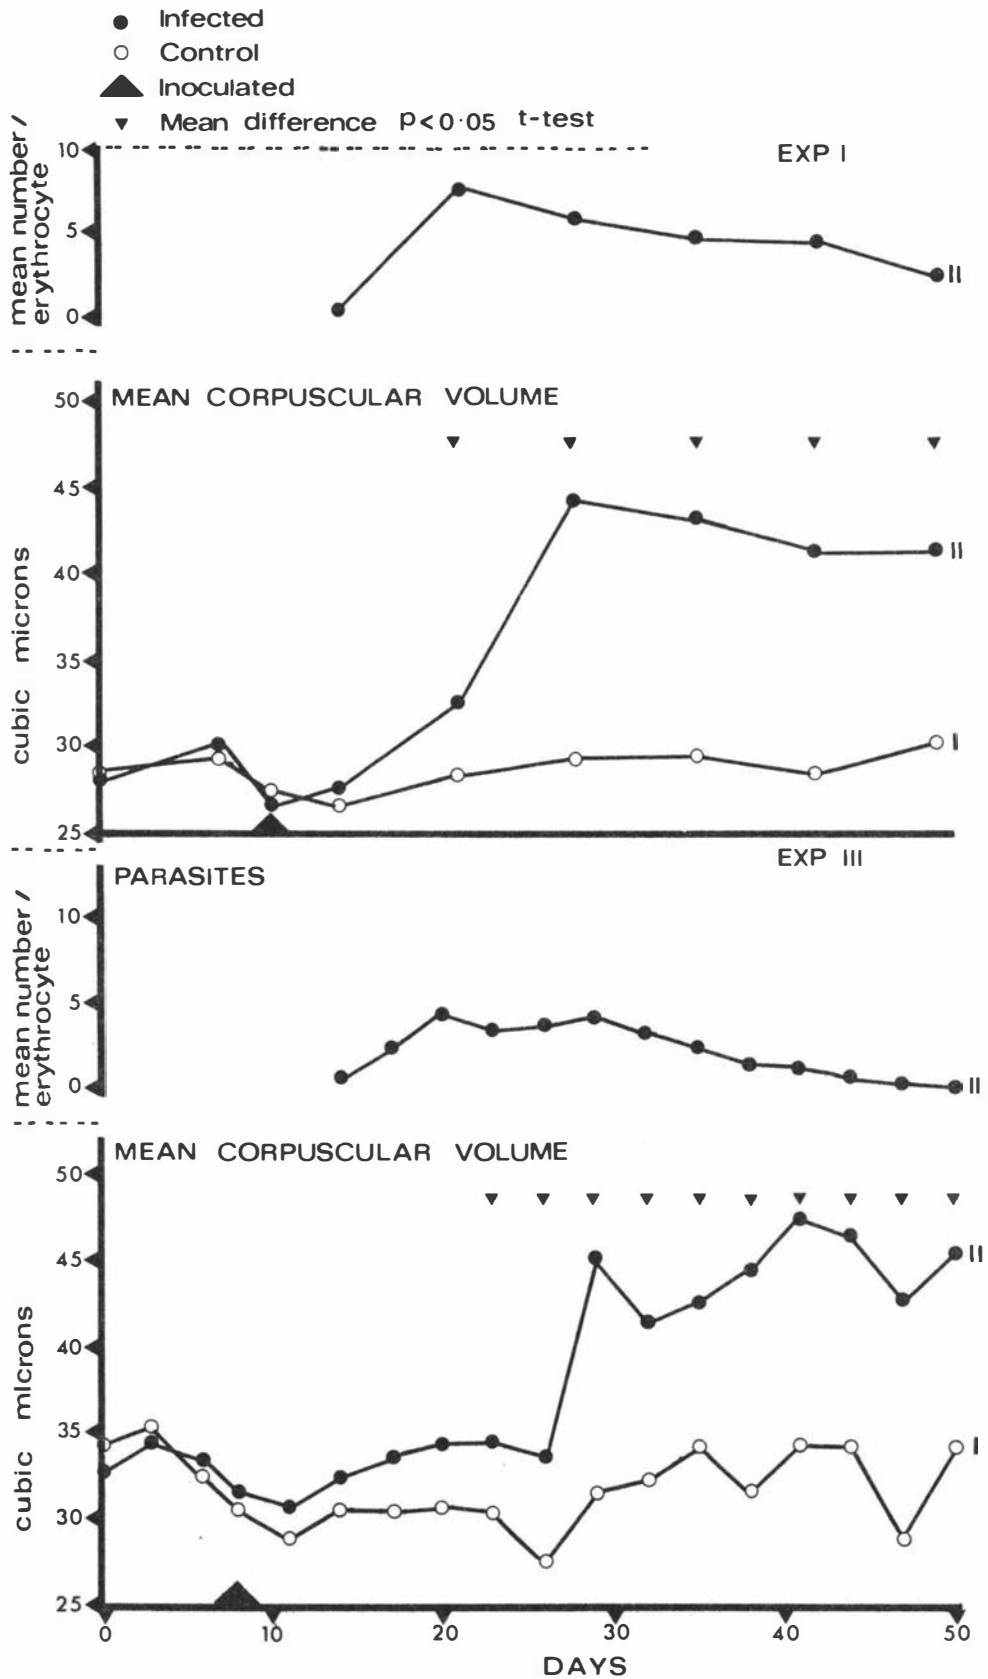 Infected
Control
Inoculated
Mean difference p<0·05 t-test
EXP I
mean number/
erythrocyte
10
5
0
II
MEAN CORPUSCULAR VOLUME
cubic microns
50
45
40
35
30
25
II
I
EXP III
PARASITES
mean number/
erythrocyte
10
5
0
II
MEAN CORPUSCULAR VOLUME
cubic microns
50
45
40
35
30
25
II
I
0 10 20 30 40 50
DAYS